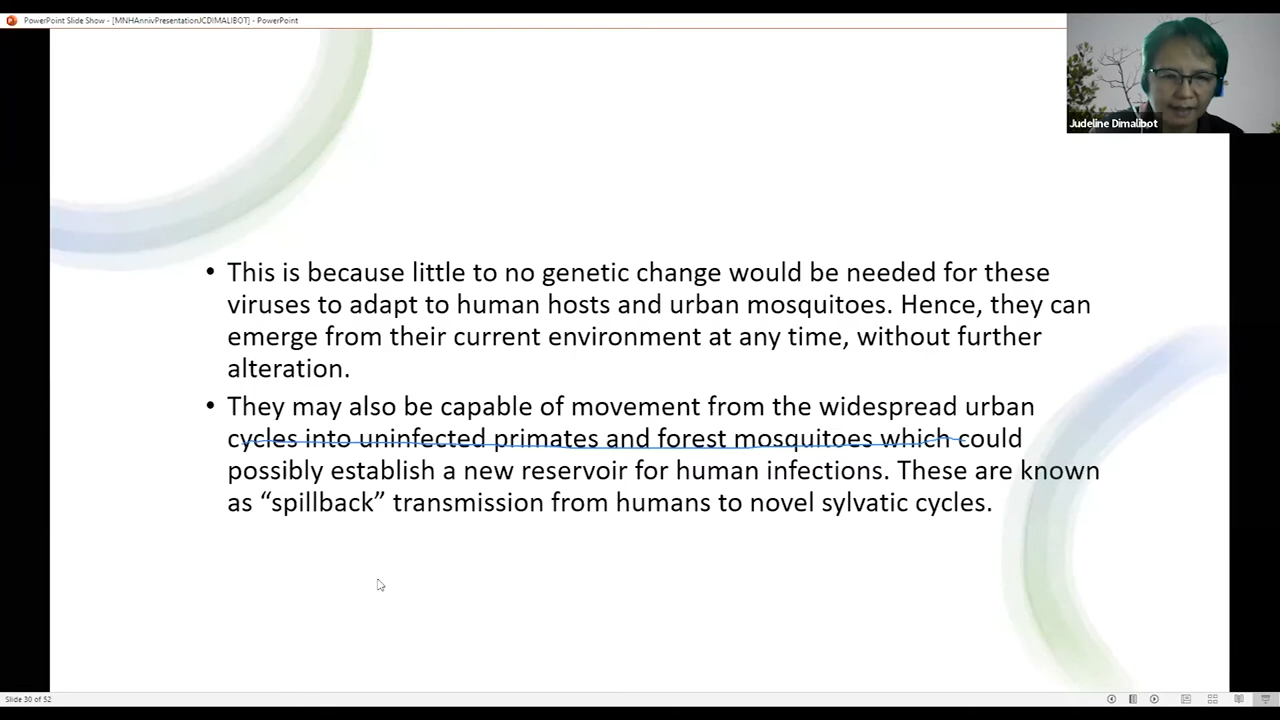 PowerPoint Slide Show - [MNHAnnivPresentationJCDIMALIBOT] - PowerPoint
Judeline Dimalibot
• This is because little to no genetic change would be needed for these
viruses to adapt to human hosts and urban mosquitoes. Hence, they can
emerge from their current environment at any time, without further
alteration.
• They may also be capable of movement from the widespread urban
cycles into uninfected primates and forest mosquitoes which could
possibly establish a new reservoir for human infections. These are known
as “spillback” transmission from humans to novel sylvatic cycles.
Slide 30 of 52